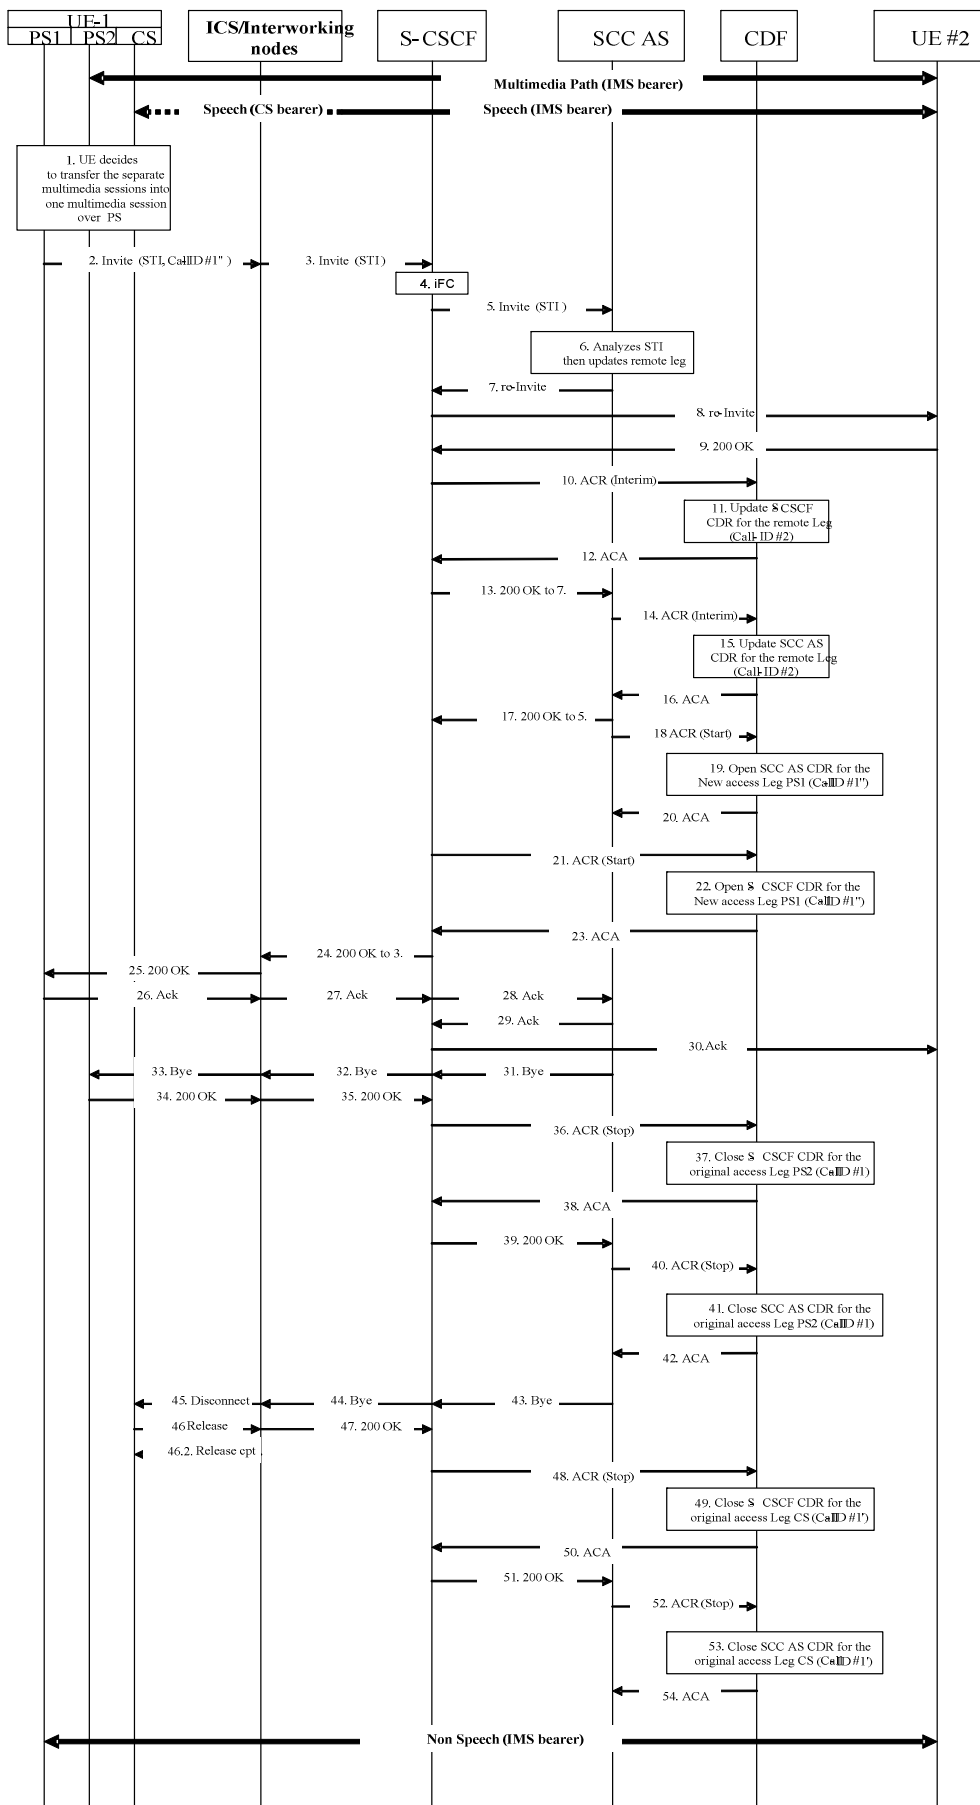 UE-1
PS1 PS2 CS
ICS/Interworking
nodes
S-CSCF
SCC AS
CDF
UE #2
Multimedia Path (IMS bearer)
Speech (CS bearer)
Speech (IMS bearer)
1. UE decides
to transfer the separate
multimedia sessions into
one multimedia session
over PS
2. Invite (STI, Call-ID #1")
3. Invite (STI)
4. iFC
5. Invite (STI)
6. Analyzes STI
then updates remote leg
7. re-Invite
8. re-Invite
9. 200 OK
10. ACR (Interim)
11. Update S-CSCF
CDR for the remote Leg
(Call-ID #2)
12. ACA
13. 200 OK to 7.
14. ACR (Interim)
15. Update SCC AS
CDR for the remote Leg
(Call-ID #2)
16. ACA
17. 200 OK to 5.
18 ACR (Start)
19. Open SCC AS CDR for the
New access Leg PS1 (Call-ID #1")
20. ACA
21. ACR (Start)
22. Open S-CSCF CDR for the
New access Leg PS1 (Call-ID #1")
23. ACA
24. 200 OK to 3.
25. 200 OK
26. Ack
27. Ack
28. Ack
29. Ack
30. Ack
33. Bye
32. Bye
31. Bye
34. 200 OK
35. 200 OK
36. ACR (Stop)
37. Close S-CSCF CDR for the
original access Leg PS2 (Call-ID #1)
38. ACA
39. 200 OK
40. ACR (Stop)
41. Close SCC AS CDR for the
original access Leg PS2 (Call-ID #1)
42. ACA
45. Disconnect
44. Bye
43. Bye
46 Release
47. 200 OK
46.2. Release cpt
48. ACR (Stop)
49. Close S-CSCF CDR for the
original access Leg CS (Call-ID #1')
50. ACA
51. 200 OK
52. ACR (Stop)
53. Close SCC AS CDR for the
original access Leg CS (Call-ID #1')
54. ACA
Non Speech (IMS bearer)